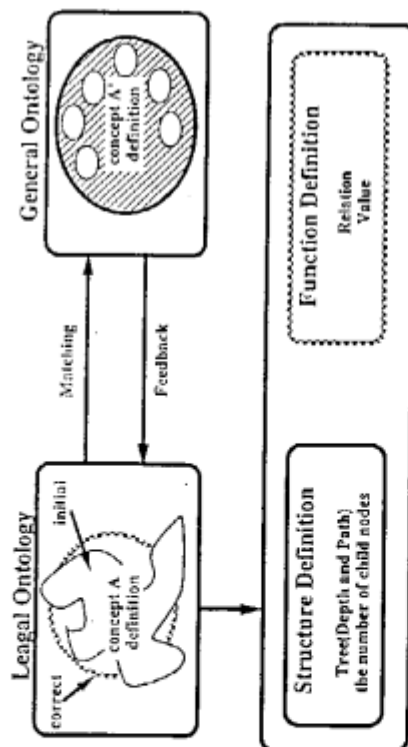 Leagal Ontology
correct
initial
concept A
definition
Matching
Feedback
General Ontology
concept A'
definition
Structure Definition
Tree(Depth and Path)
the number of child nodes
Function Definition
Relation
Value